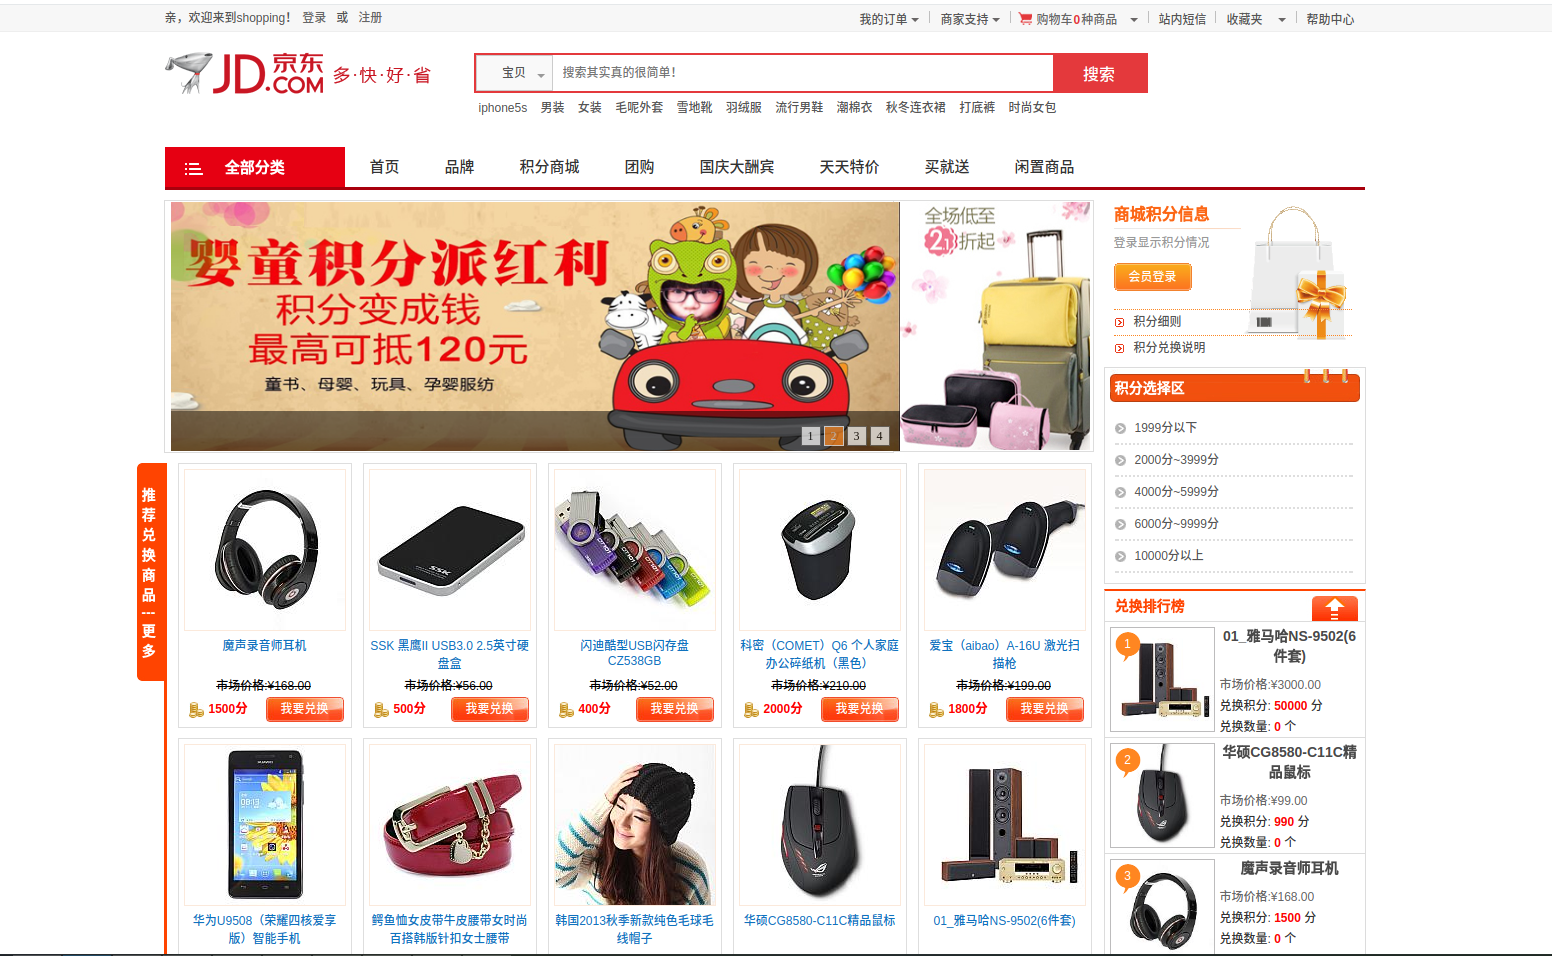 亲，欢迎来到shopping！ 登录 或 注册
我的订单 商家支持 购物车0种商品 站内短信 收藏夹 帮助中心
JD.COM 京东 多·快·好·省
宝贝 搜索其实真的很简单! 搜索
iphone5s 男装 女装 毛呢外套 雪地靴 羽绒服 流行男鞋 潮棉衣 秋冬连衣裙 打底裤 时尚女包
全部分类 首页 品牌 积分商城 团购 国庆大酬宾 天天特价 买就送 闲置商品
婴童积分派红利
积分变成钱
最高可抵120元
童书、母婴、玩具、孕婴服纺
1 2 3 4
全场低至
2.1折起
商城积分信息
登录显示积分情况
会员登录
积分细则
积分兑换说明
积分选择区
1999分以下
2000分~3999分
4000分~5999分
6000分~9999分
10000分以上
推荐兑换商品---更多
魔声录音师耳机
市场价格:¥168.00
1500分 我要兑换
SSK 黑鹰II USB3.0 2.5英寸硬
盘盒
市场价格:¥56.00
500分 我要兑换
闪迪酷型USB闪存盘
CZ538GB
市场价格:¥52.00
400分 我要兑换
科密（COMET）Q6 个人家庭
办公碎纸机（黑色）
市场价格:¥210.00
2000分 我要兑换
爱宝（aibao）A-16U 激光扫
描枪
市场价格:¥199.00
1800分 我要兑换
华为U9508（荣耀四核爱享
版）智能手机
鳄鱼恤女皮带牛皮腰带女时尚
百搭韩版针扣女士腰带
韩国2013秋季新款纯色毛球毛
线帽子
华硕CG8580-C11C精品鼠标
01_雅马哈NS-9502(6件套)
兑换排行榜
1
01_雅马哈NS-9502(6
件套)
市场价格:¥3000.00
兑换积分: 50000 分
兑换数量: 0 个
2
华硕CG8580-C11C精
品鼠标
市场价格:¥99.00
兑换积分: 990 分
兑换数量: 0 个
3
魔声录音师耳机
市场价格:¥168.00
兑换积分: 1500 分
兑换数量: 0 个